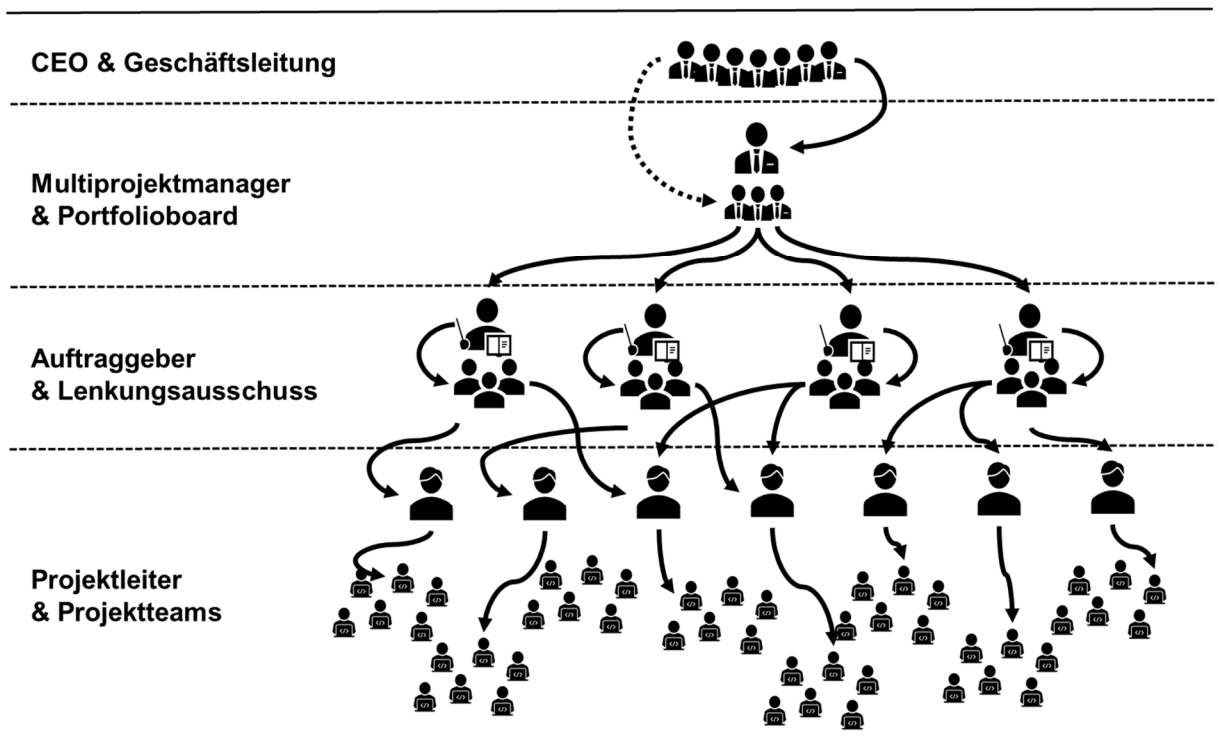 CEO & Geschäftsleitung
Multiprojektmanager
& Portfolioboard
Auftraggeber
& Lenkungsausschuss
Projektleiter
& Projektteams